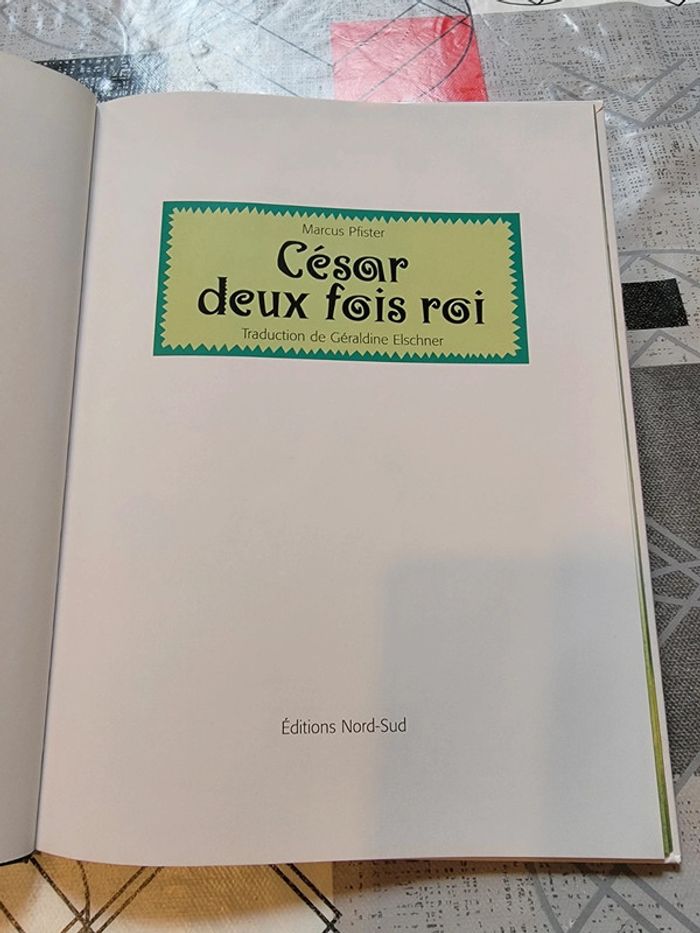 Marcus Pfister
César
deux fois roi
Traduction de Géraldine Elschner
Éditions Nord-Sud